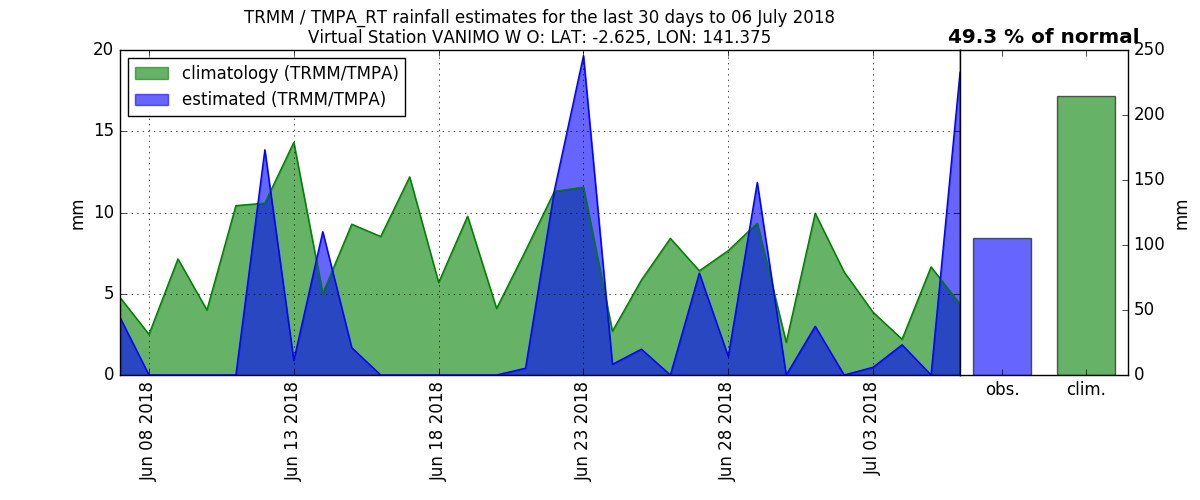 TRMM / TMPA_RT rainfall estimates for the last 30 days to 06 July 2018
Virtual Station VANIMO W O: LAT: -2.625, LON: 141.375
49.3 % of normal
climatology (TRMM/TMPA)
estimated (TRMM/TMPA)
20
15
10
5
0
mm
Jun 08 2018
Jun 13 2018
Jun 18 2018
Jun 23 2018
Jun 28 2018
Jul 03 2018
obs.
clim.
250
200
150
100
50
0
mm